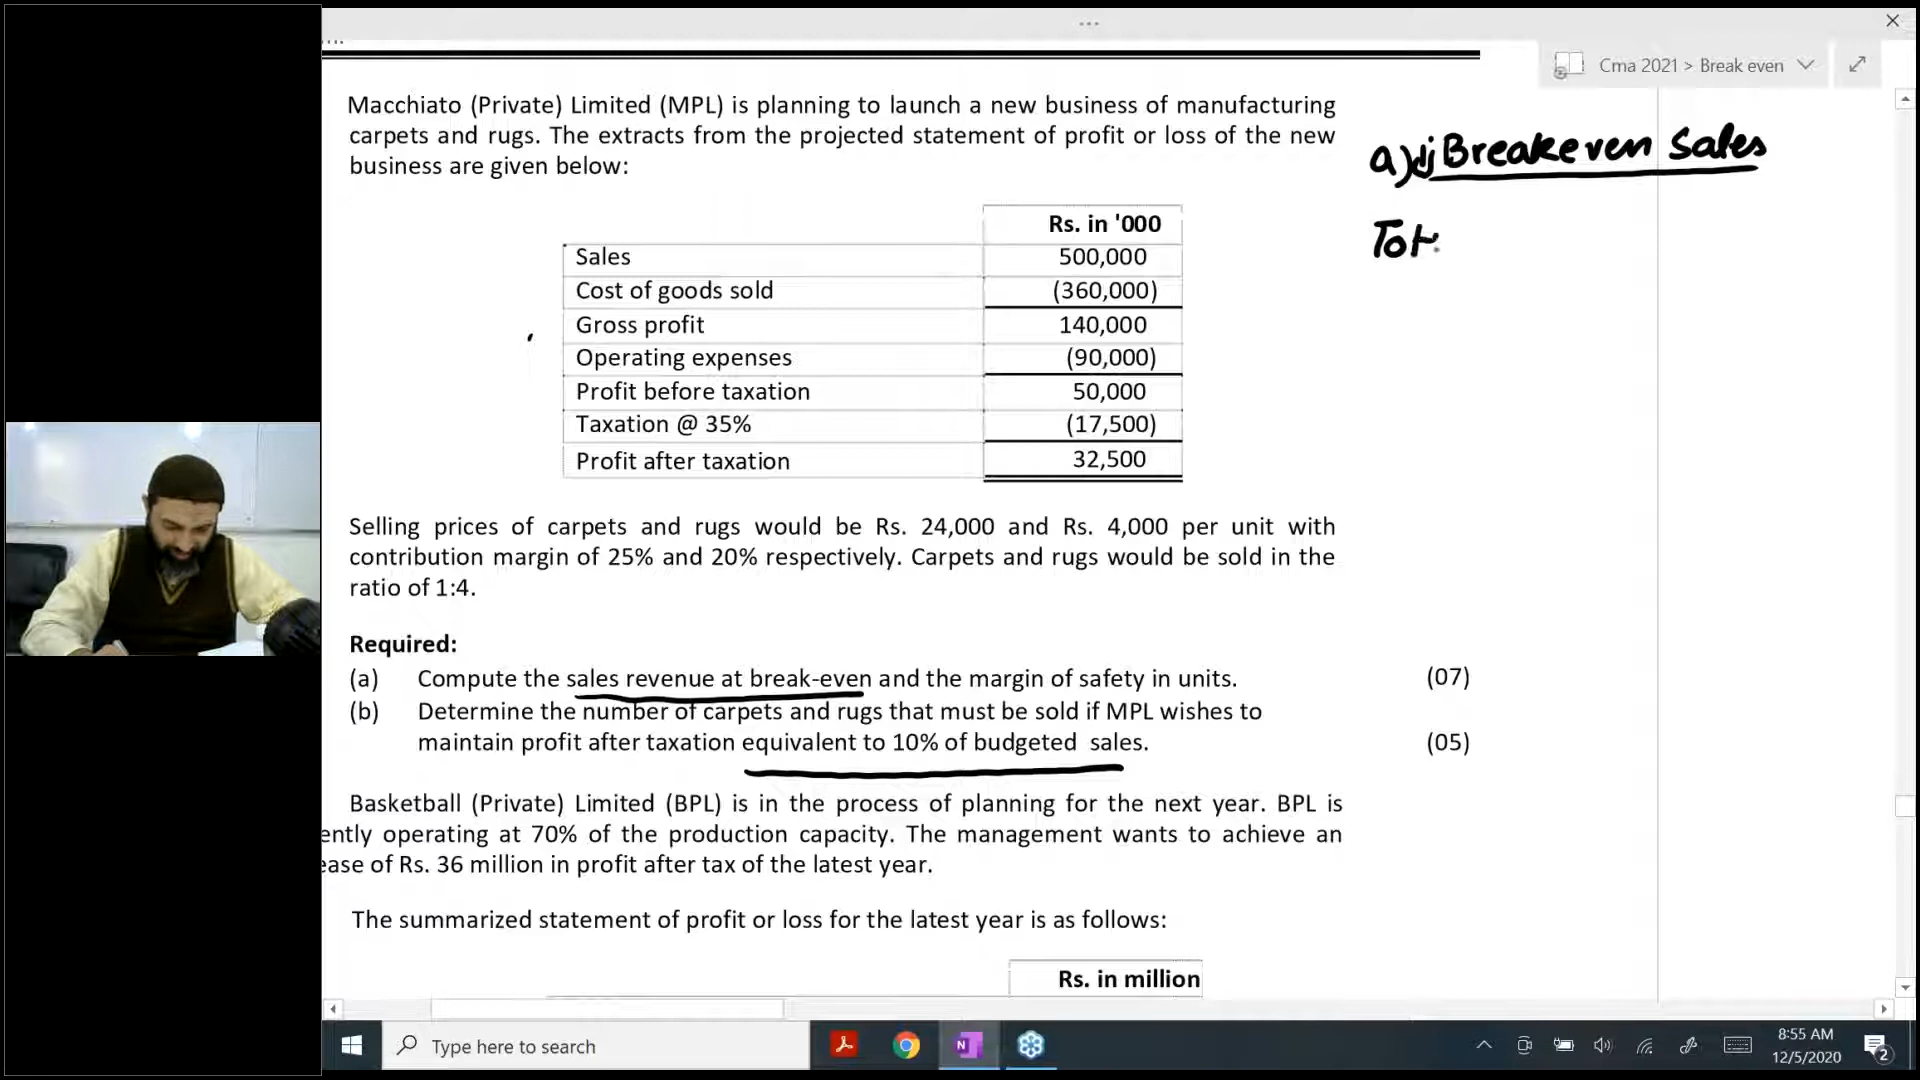 Cma 2021 > Break even
Macchiato (Private) Limited (MPL) is planning to launch a new business of manufacturing
carpets and rugs. The extracts from the projected statement of profit or loss of the new
business are given below:
a)i) Breakeven Sales
Tot
Rs. in '000
Sales 500,000
Cost of goods sold (360,000)
Gross profit 140,000
Operating expenses (90,000)
Profit before taxation 50,000
Taxation @ 35% (17,500)
Profit after taxation 32,500
Selling prices of carpets and rugs would be Rs. 24,000 and Rs. 4,000 per unit with
contribution margin of 25% and 20% respectively. Carpets and rugs would be sold in the
ratio of 1:4.
Required:
(a) Compute the sales revenue at break-even and the margin of safety in units. (07)
(b) Determine the number of carpets and rugs that must be sold if MPL wishes to
maintain profit after taxation equivalent to 10% of budgeted sales. (05)
Basketball (Private) Limited (BPL) is in the process of planning for the next year. BPL is
ently operating at 70% of the production capacity. The management wants to achieve an
ease of Rs. 36 million in profit after tax of the latest year.
The summarized statement of profit or loss for the latest year is as follows:
Rs. in million
Type here to search
8:55 AM
12/5/2020
2